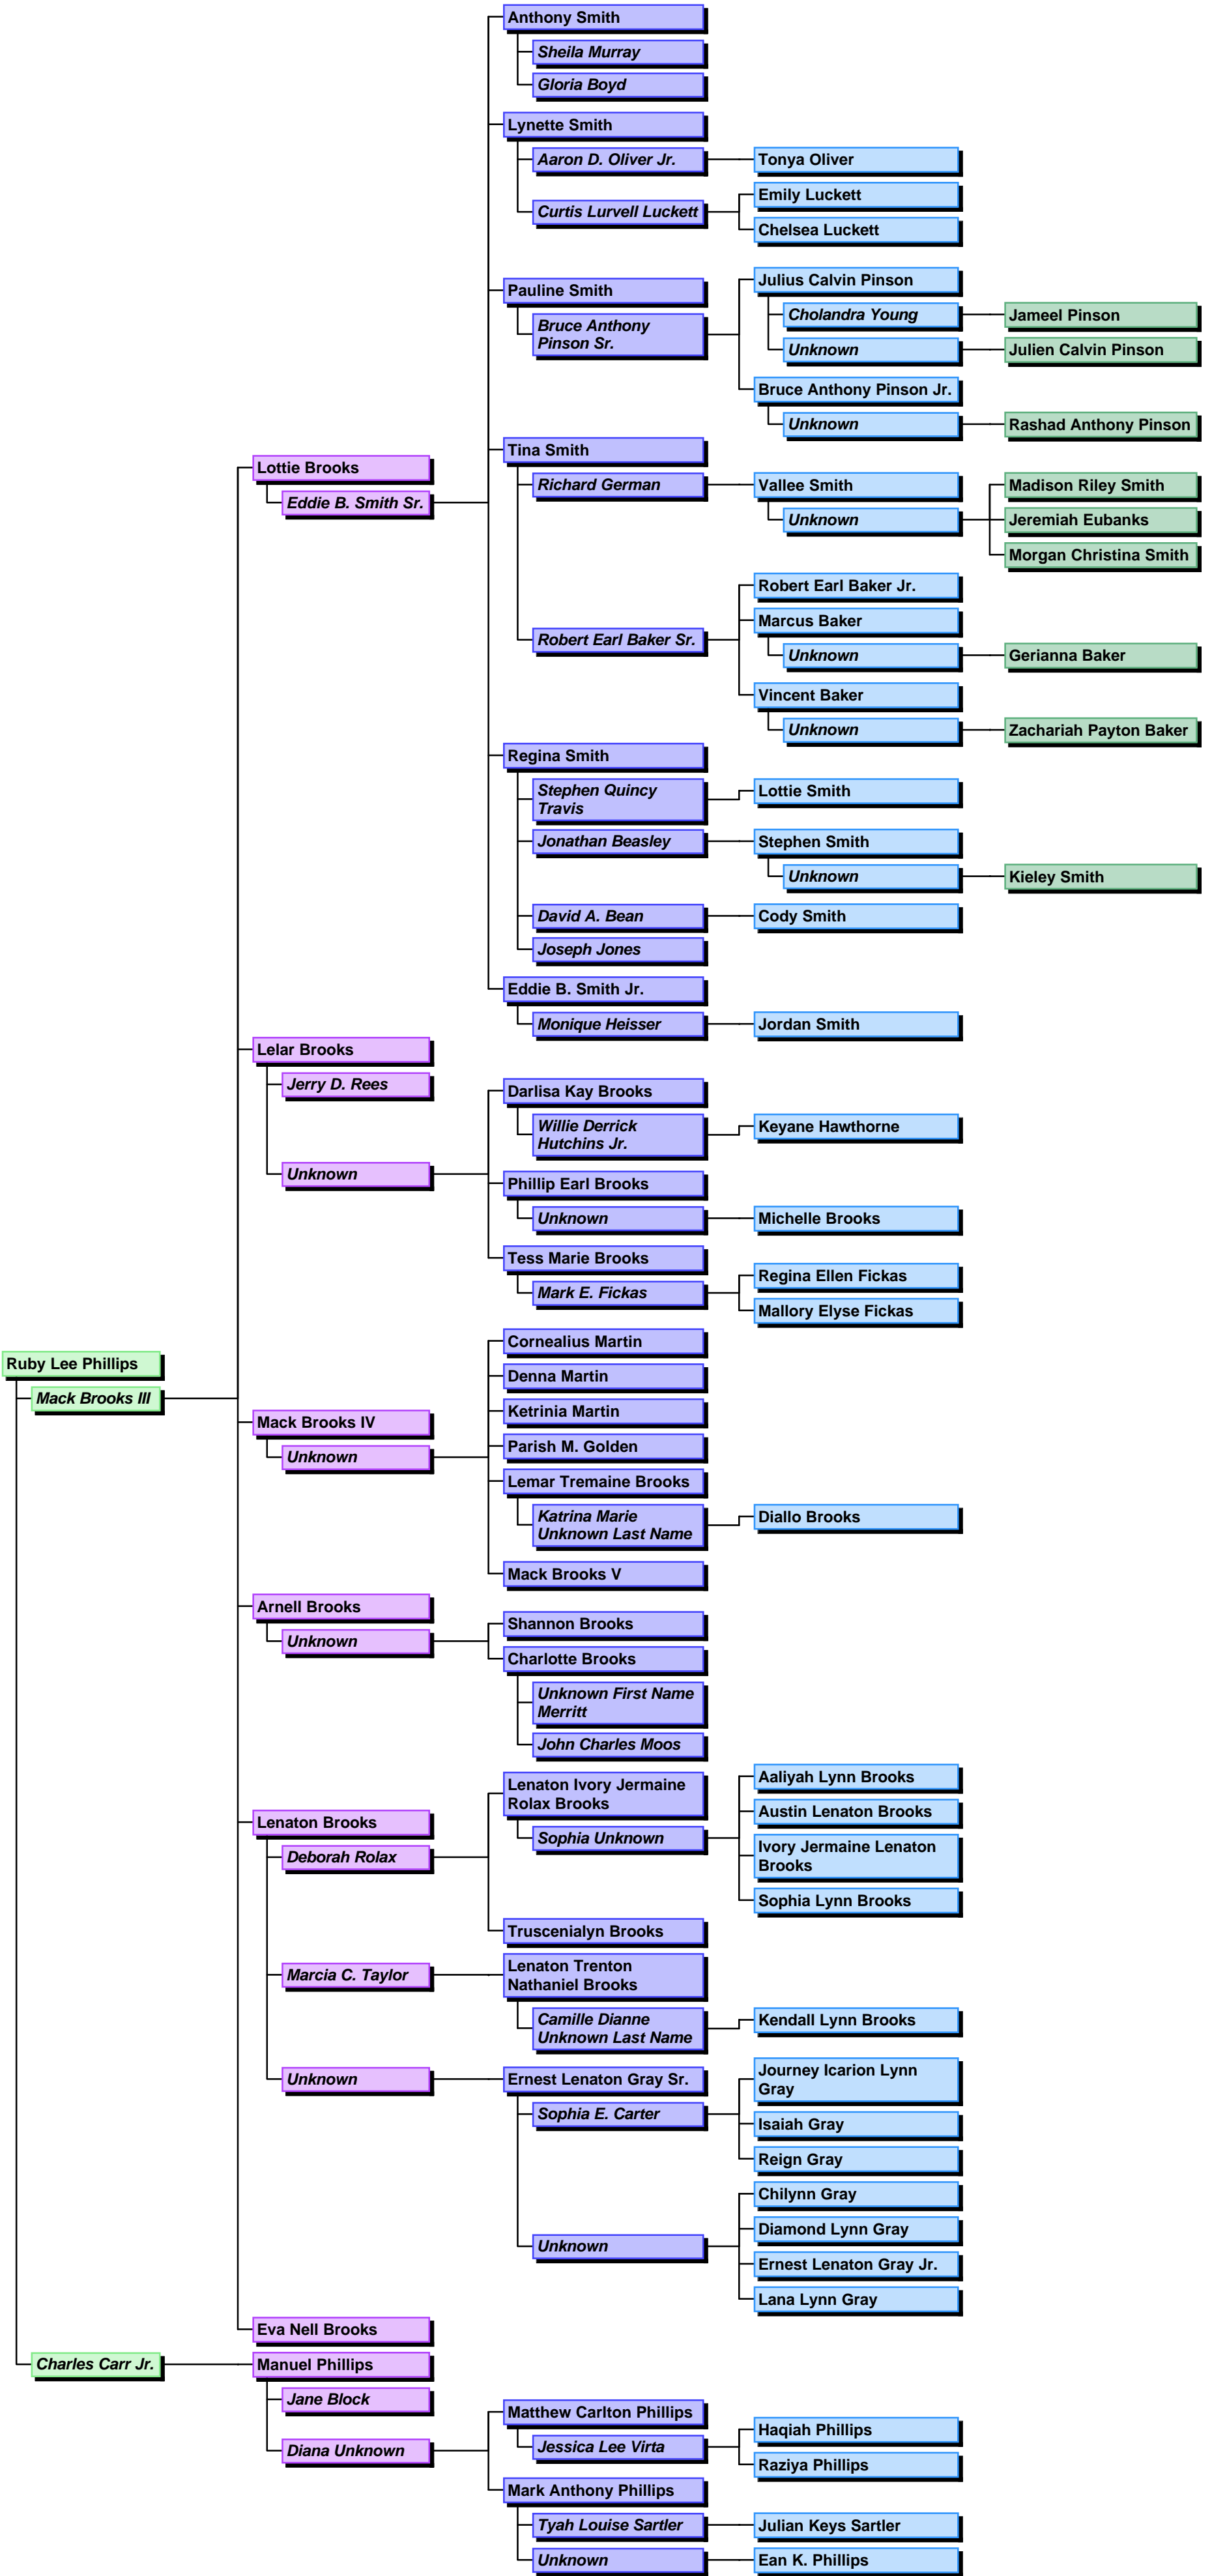 Anthony Smith
Sheila Murray
Gloria Boyd
Lynette Smith
Aaron D. Oliver Jr.
Tonya Oliver
Curtis Lurvell Luckett
Emily Luckett
Chelsea Luckett
Pauline Smith
Bruce Anthony
Pinson Sr.
Julius Calvin Pinson
Cholandra Young
Jameel Pinson
Unknown
Julien Calvin Pinson
Bruce Anthony Pinson Jr.
Unknown
Rashad Anthony Pinson
Lottie Brooks
Eddie B. Smith Sr.
Tina Smith
Richard German
Vallee Smith
Unknown
Madison Riley Smith
Jeremiah Eubanks
Morgan Christina Smith
Robert Earl Baker Sr.
Robert Earl Baker Jr.
Marcus Baker
Unknown
Gerianna Baker
Vincent Baker
Unknown
Zachariah Payton Baker
Regina Smith
Stephen Quincy
Travis
Lottie Smith
Jonathan Beasley
Stephen Smith
Unknown
Kieley Smith
David A. Bean
Cody Smith
Joseph Jones
Eddie B. Smith Jr.
Monique Heisser
Jordan Smith
Lelar Brooks
Jerry D. Rees
Unknown
Darlisa Kay Brooks
Willie Derrick
Hutchins Jr.
Keyane Hawthorne
Phillip Earl Brooks
Unknown
Michelle Brooks
Tess Marie Brooks
Mark E. Fickas
Regina Ellen Fickas
Mallory Elyse Fickas
Ruby Lee Phillips
Mack Brooks III
Mack Brooks IV
Unknown
Cornealius Martin
Denna Martin
Ketrinia Martin
Parish M. Golden
Lemar Tremaine Brooks
Katrina Marie
Unknown Last Name
Diallo Brooks
Mack Brooks V
Arnell Brooks
Unknown
Shannon Brooks
Charlotte Brooks
Unknown First Name
Merritt
John Charles Moos
Lenaton Brooks
Deborah Rolax
Lenaton Ivory Jermaine
Rolax Brooks
Sophia Unknown
Aaliyah Lynn Brooks
Austin Lenaton Brooks
Ivory Jermaine Lenaton
Brooks
Sophia Lynn Brooks
Truscenialyn Brooks
Marcia C. Taylor
Lenaton Trenton
Nathaniel Brooks
Camille Dianne
Unknown Last Name
Kendall Lynn Brooks
Unknown
Ernest Lenaton Gray Sr.
Sophia E. Carter
Journey Icarion Lynn
Gray
Isaiah Gray
Reign Gray
Unknown
Chilynn Gray
Diamond Lynn Gray
Ernest Lenaton Gray Jr.
Lana Lynn Gray
Eva Nell Brooks
Charles Carr Jr.
Manuel Phillips
Jane Block
Diana Unknown
Matthew Carlton Phillips
Jessica Lee Virta
Haqiah Phillips
Raziya Phillips
Mark Anthony Phillips
Tyah Louise Sartler
Julian Keys Sartler
Unknown
Ean K. Phillips